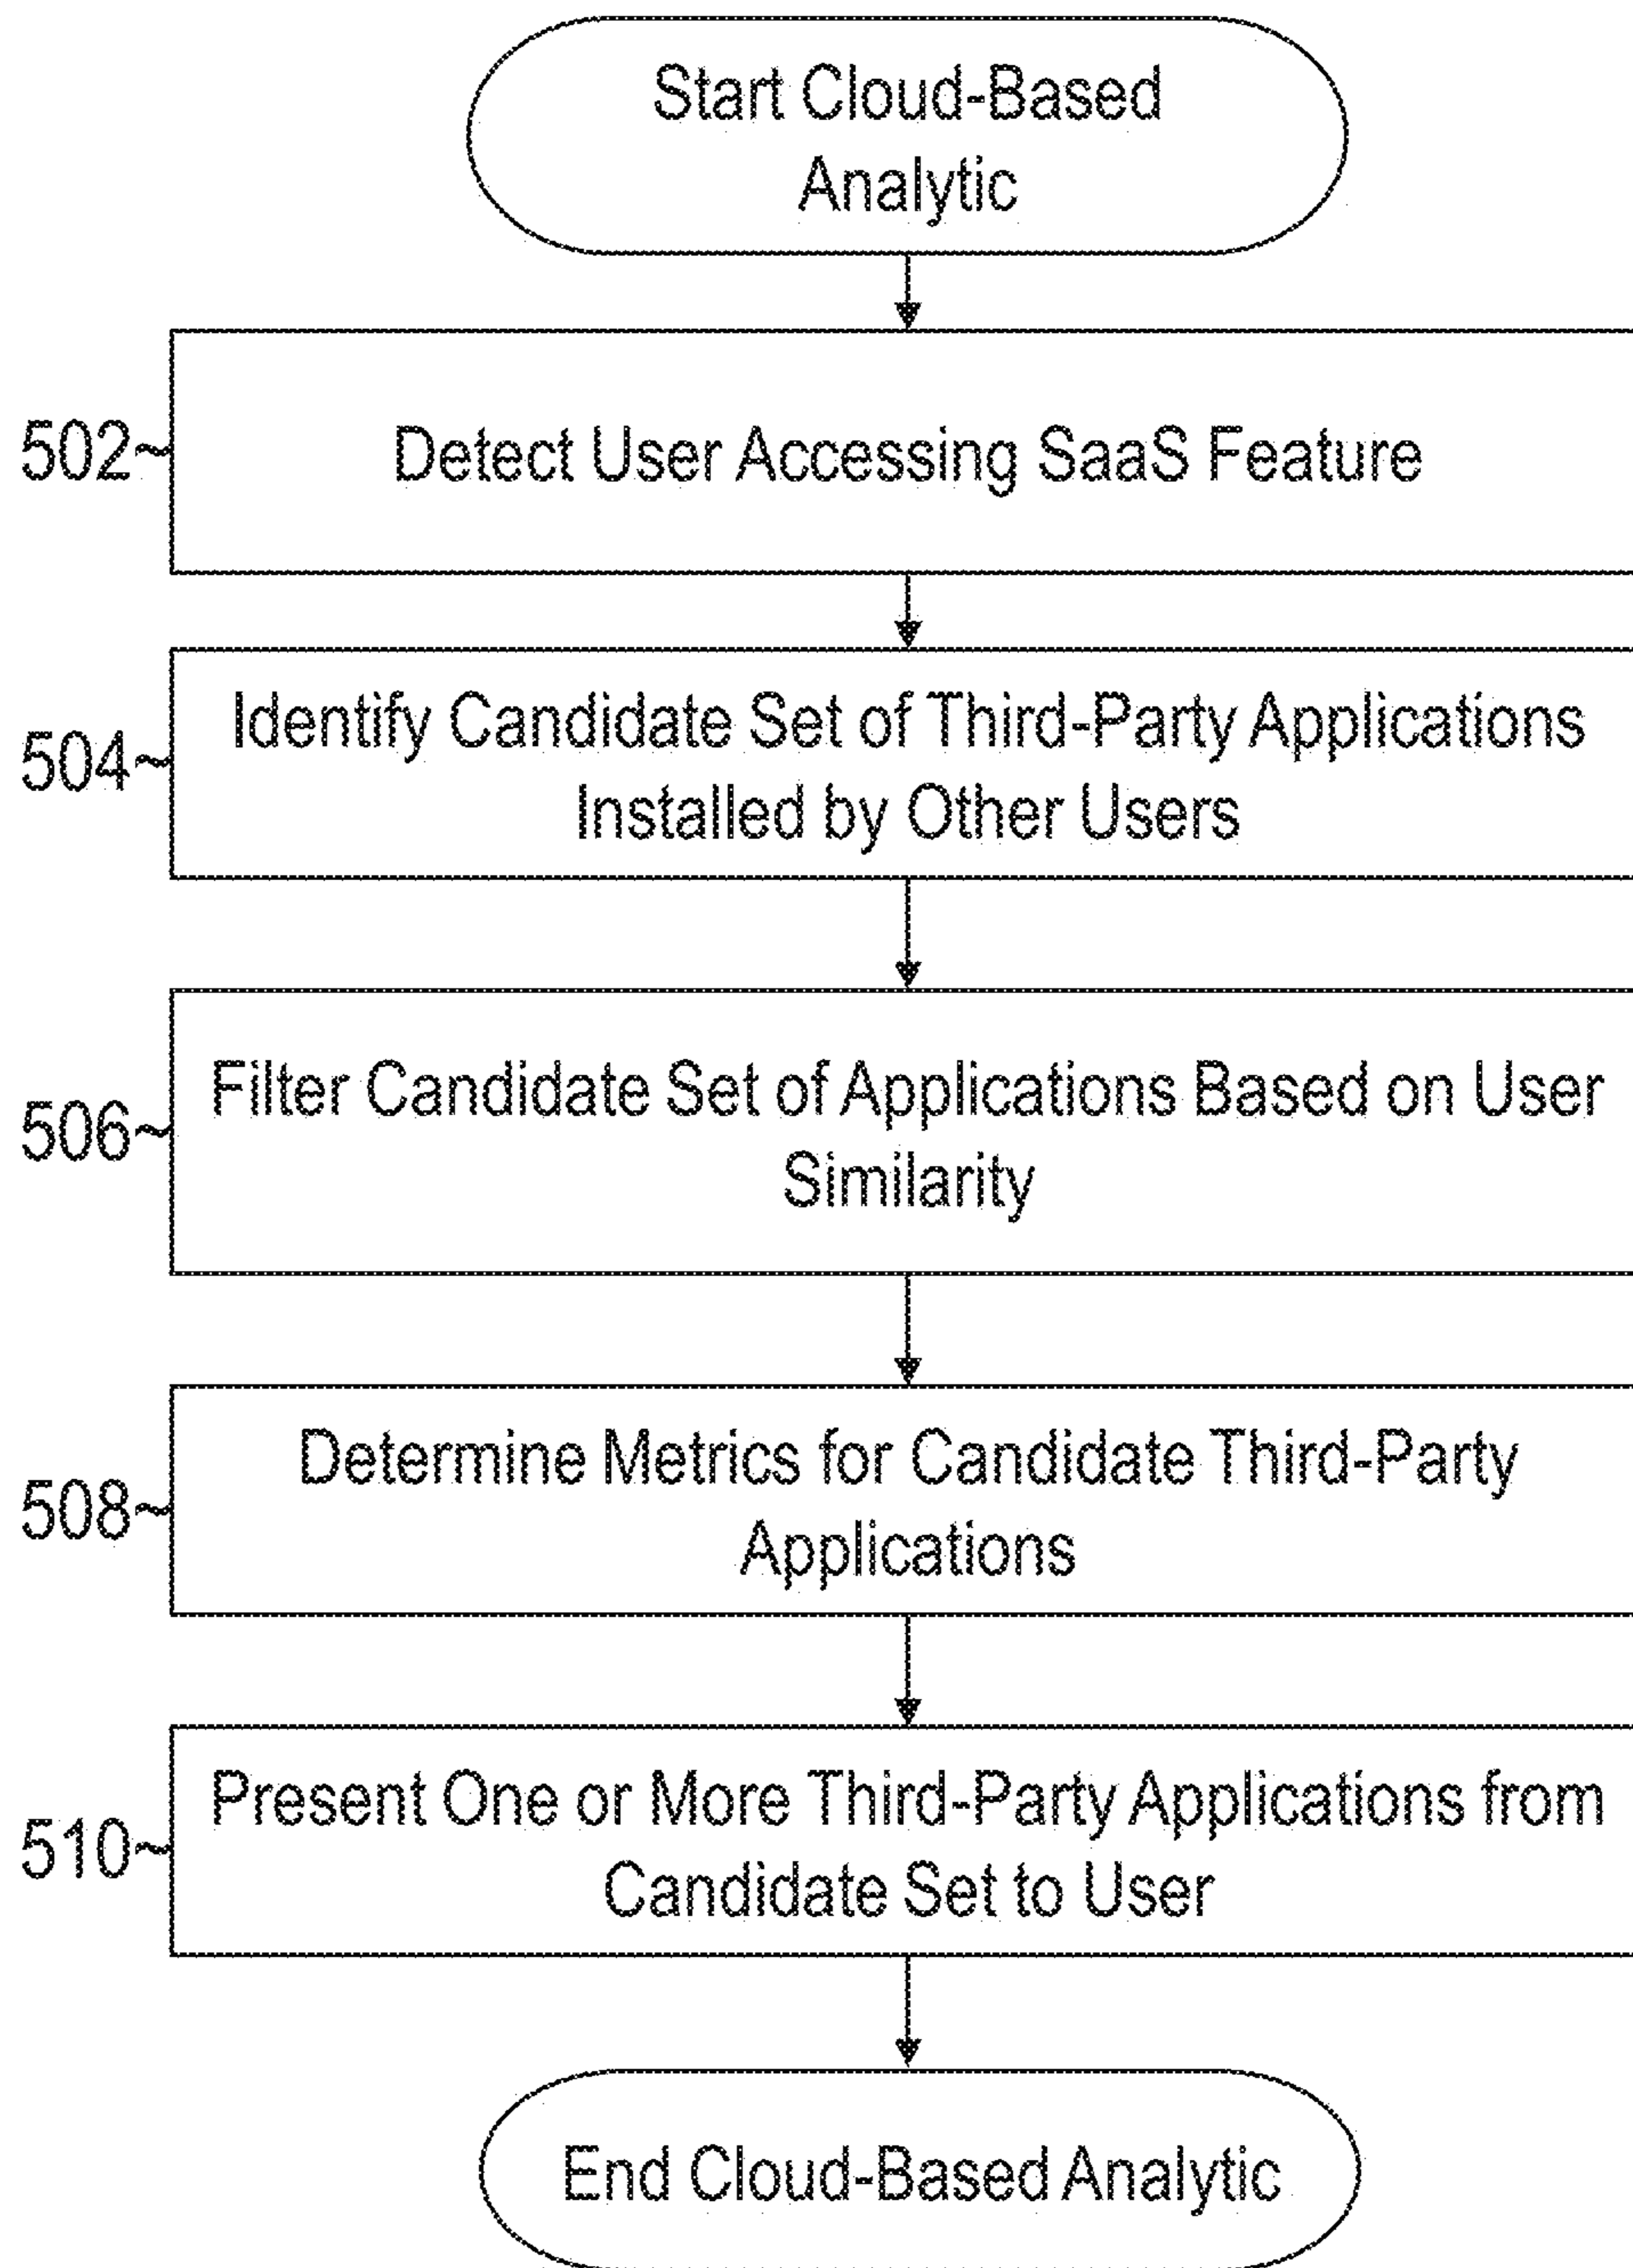 Start Cloud-Based
Analytic
502~
Detect User Accessing SaaS Feature
504~
Identify Candidate Set of Third-Party Applications
Installed by Other Users
506~
Filter Candidate Set of Applications Based on User
Similarity
508~
Determine Metrics for Candidate Third-Party
Applications
510~
Present One or More Third-Party Applications from
Candidate Set to User
End Cloud-Based Analytic